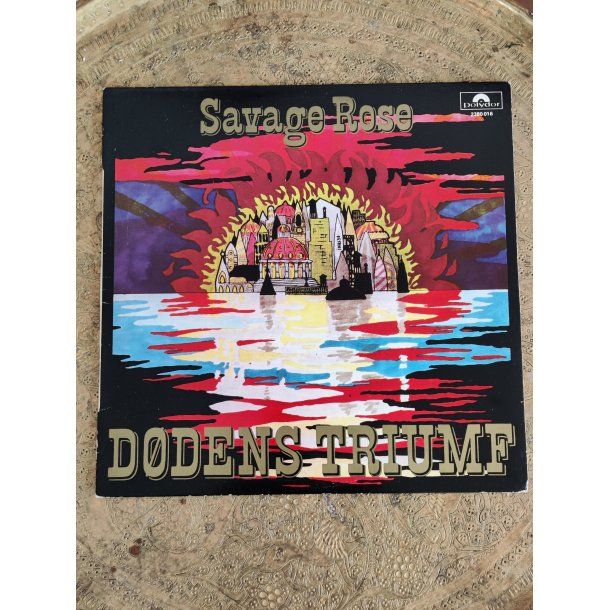 Savage Rose
polydor
2380 018
DØDENS TRIUMF